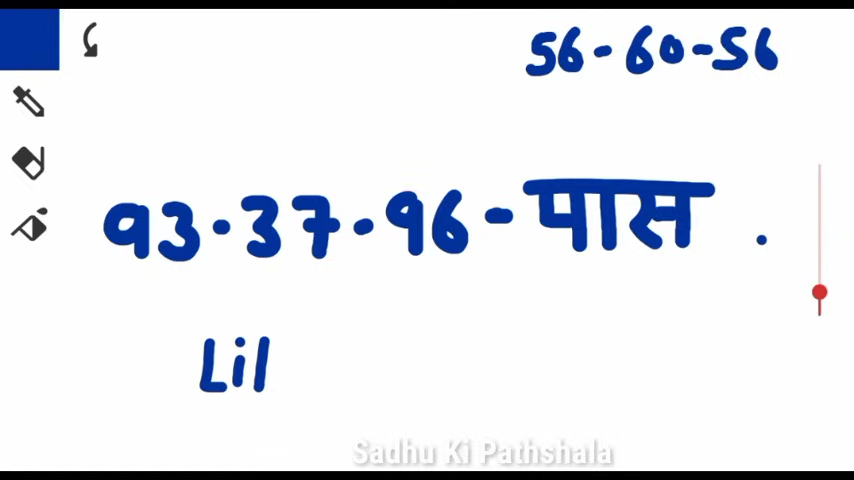 56-60-56
93.37.96-पास .
Lil
Sadhu Ki Pathshala